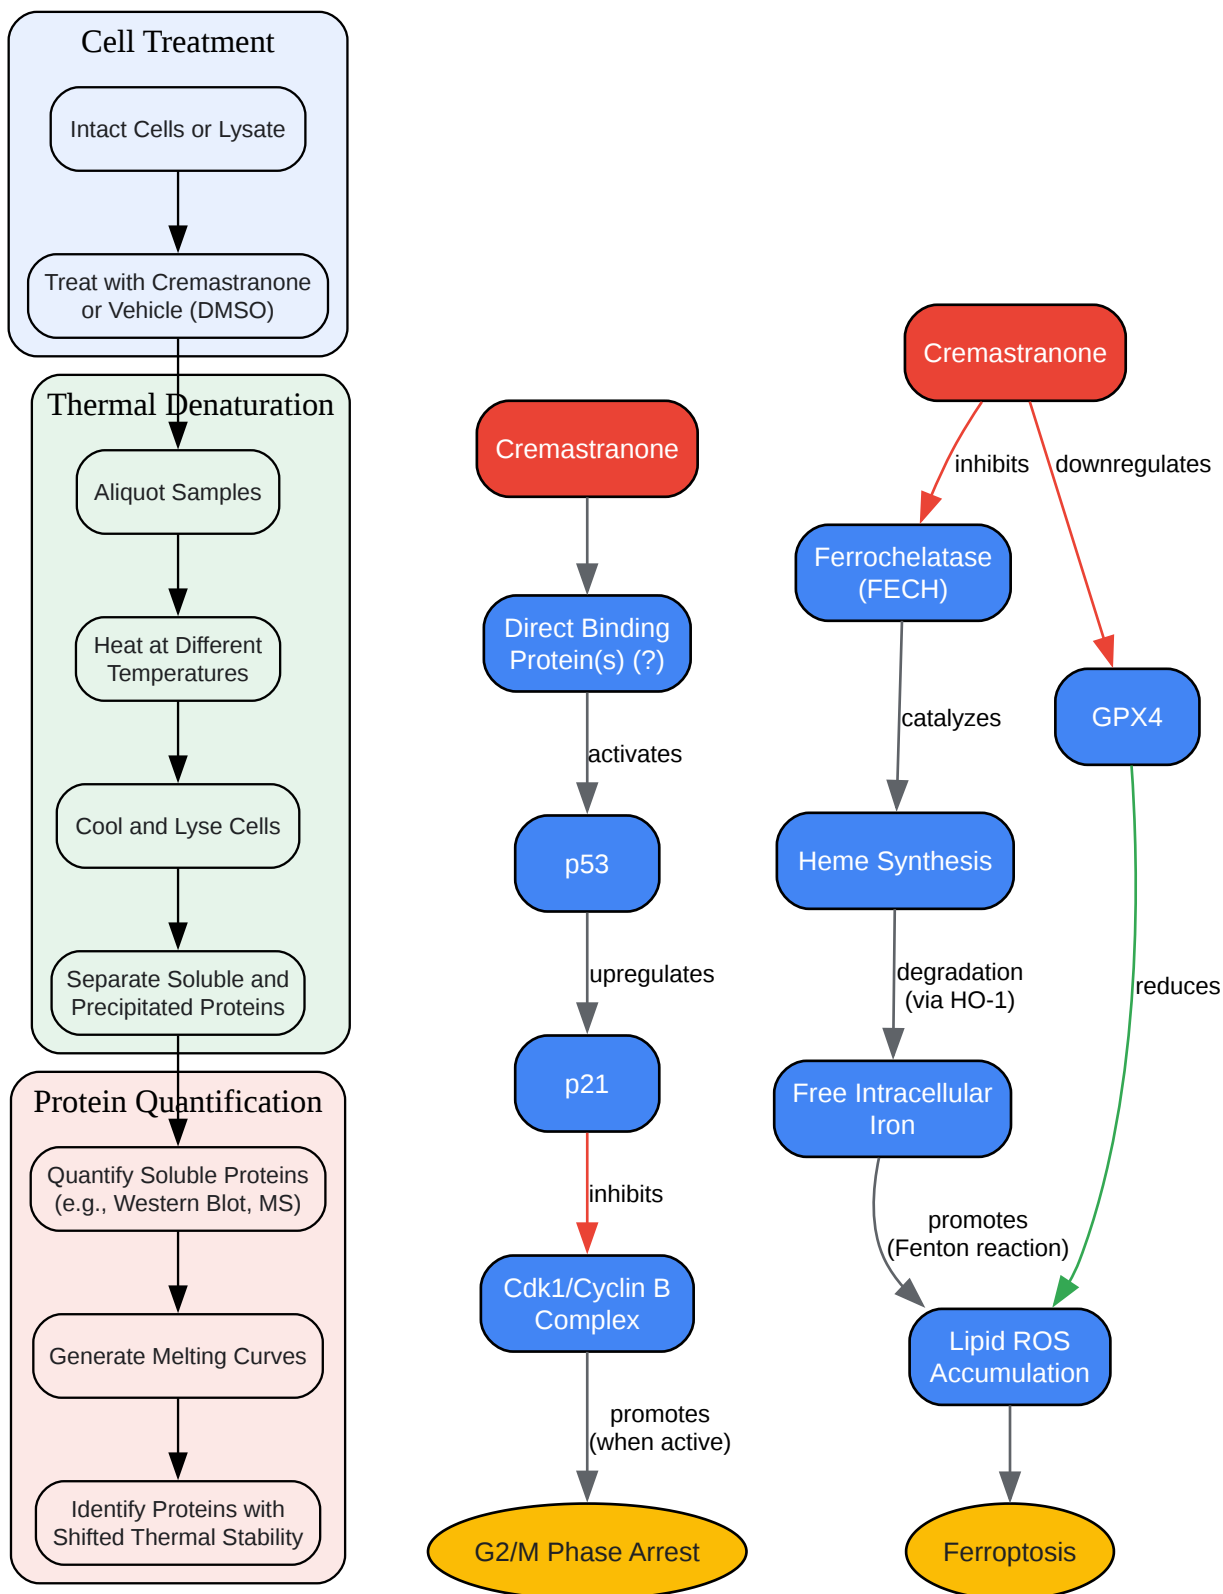 Cell Treatment
Intact Cells or Lysate
Treat with Cremastranone
or Vehicle (DMSO)
Thermal Denaturation
Aliquot Samples
Heat at Different
Temperatures
Cool and Lyse Cells
Separate Soluble and
Precipitated Proteins
Protein Quantification
Quantify Soluble Proteins
(e.g., Western Blot, MS)
Generate Melting Curves
Identify Proteins with
Shifted Thermal Stability
Cremastranone
Direct Binding
Protein(s) (?)
activates
p53
upregulates
p21
inhibits
Cdk1/Cyclin B
Complex
promotes
(when active)
G2/M Phase Arrest
Cremastranone
inhibits
downregulates
Ferrochelatase
(FECH)
GPX4
catalyzes
Heme Synthesis
degradation
(via HO-1)
reduces
Free Intracellular
Iron
promotes
(Fenton reaction)
Lipid ROS
Accumulation
Ferroptosis